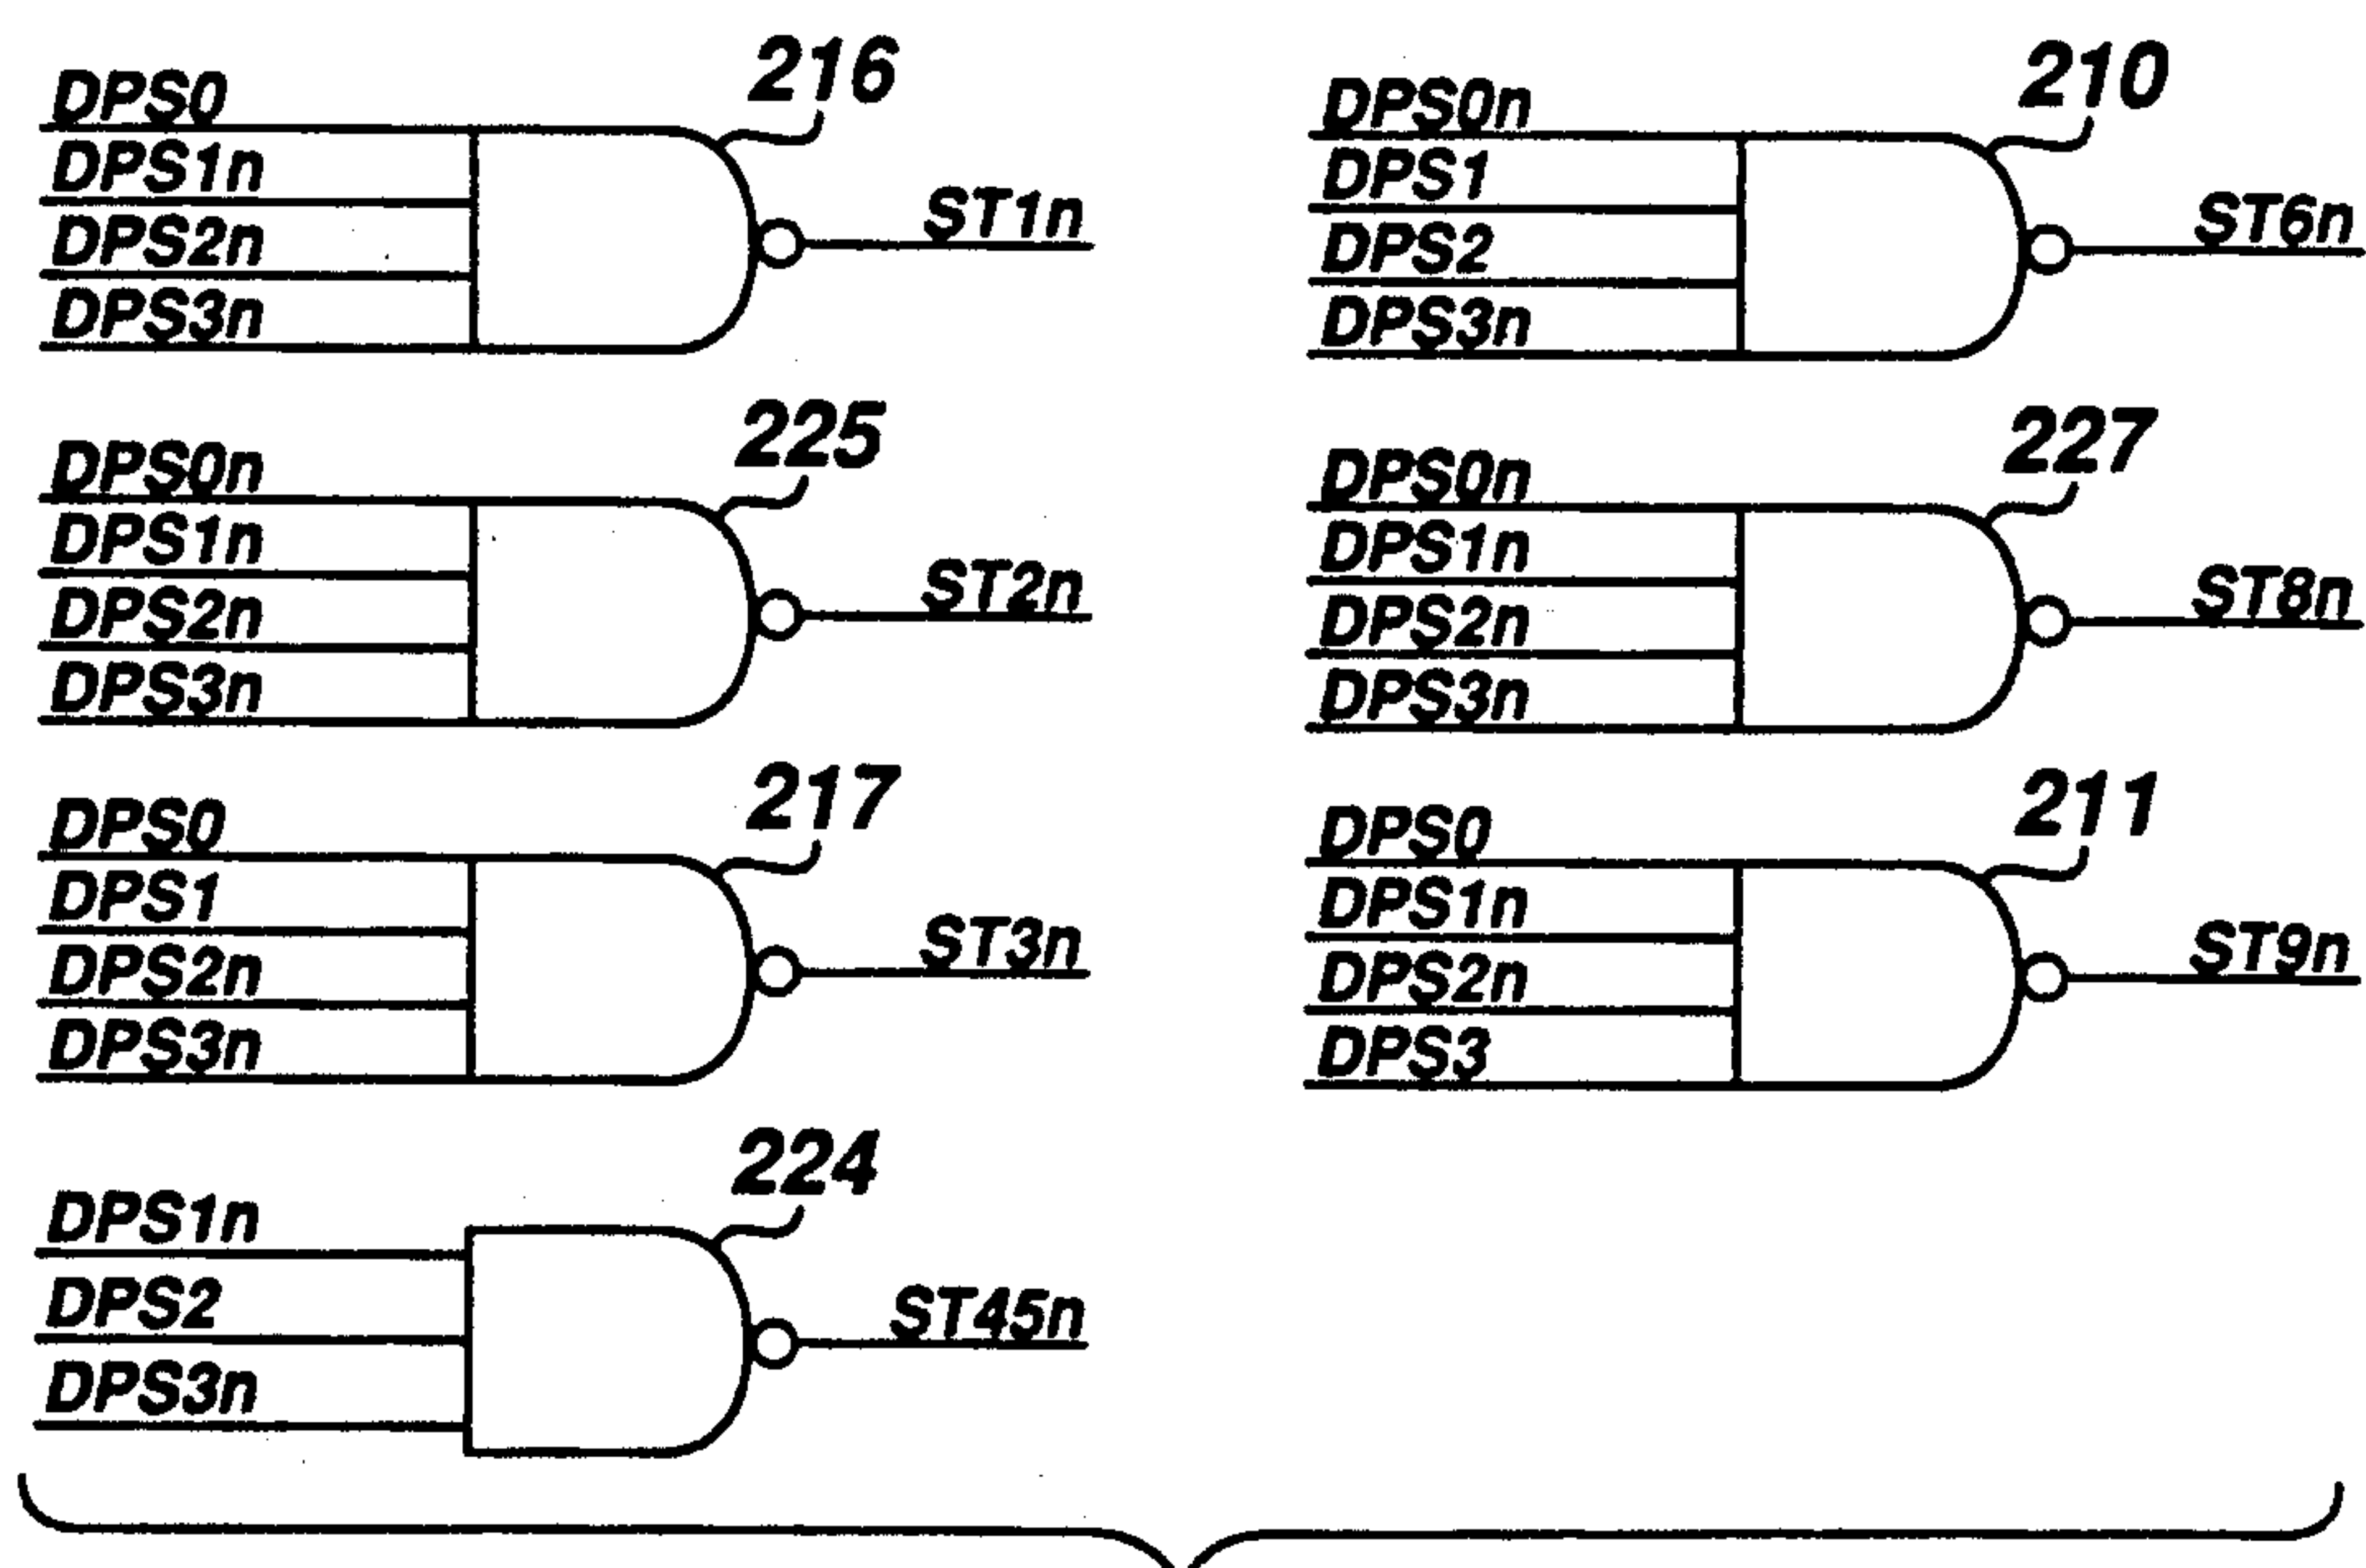 216
DPS0
DPS1n
DPS2n
DPS3n
ST1n
225
DPS0n
DPS1n
DPS2n
DPS3n
ST2n
217
DPS0
DPS1
DPS2n
DPS3n
ST3n
224
DPS1n
DPS2
DPS3n
ST45n
210
DPS0n
DPS1
DPS2
DPS3n
ST6n
227
DPS0n
DPS1n
DPS2n
DPS3n
ST8n
211
DPS0
DPS1n
DPS2n
DPS3
ST9n